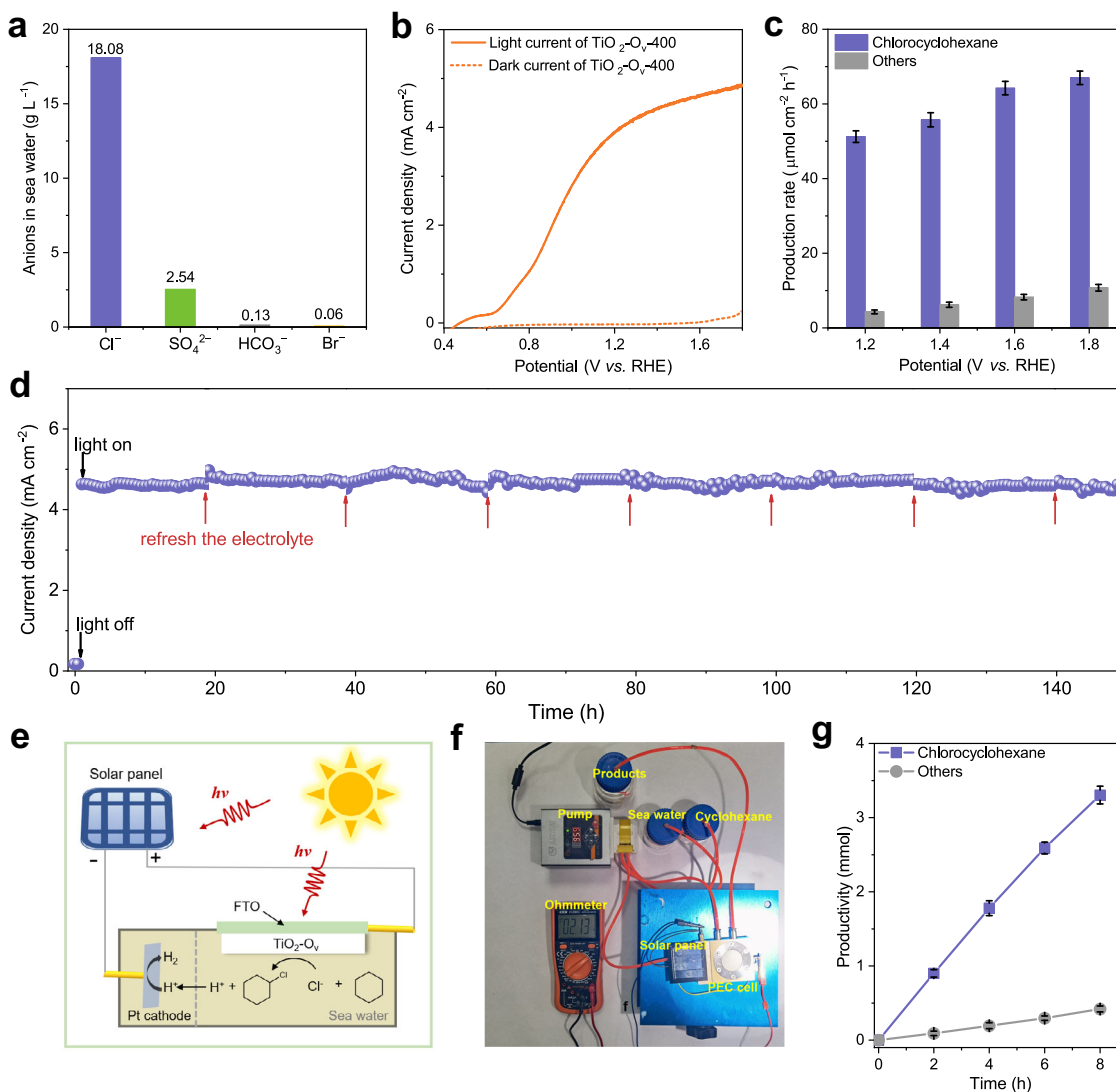 a
Anions in sea water (g L⁻¹)
20
15
10
5
0
18.08
2.54
0.13
0.06
Cl⁻
SO₄²⁻
HCO₃⁻
Br⁻
b
Light current of TiO₂-Oᵥ-400
Dark current of TiO₂-Oᵥ-400
Current density (mA cm⁻²)
6
4
2
0
0.4 0.8 1.2 1.6
Potential (V vs. RHE)
c
Chlorocyclohexane
Others
Production rate (μmol cm⁻² h⁻¹)
80
60
40
20
0
1.2 1.4 1.6 1.8
Potential (V vs. RHE)
d
Current density (mA cm⁻²)
6
4
2
0
light on
refresh the electrolyte
light off
0 20 40 60 80 100 120 140
Time (h)
e
Solar panel
hν
hν
− +
FTO
TiO₂-Oᵥ
H₂
H⁺
H⁺ +
Cl
Cl⁻ +
Pt cathode
Sea water
f
Products
Pump
Sea water
Cyclohexane
Ohmmeter
02.13
Solar panel
PEC cell
f
g
Chlorocyclohexane
Others
Productivity (mmol)
4
3
2
1
0
0 2 4 6 8
Time (h)